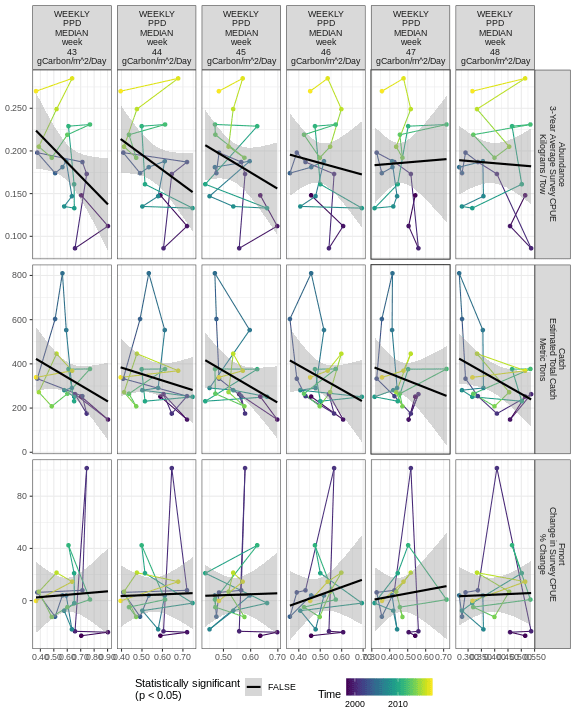 WEEKLY
PPD
MEDIAN
week
43
gCarbon/m^2/Day
WEEKLY
PPD
MEDIAN
week
44
gCarbon/m^2/Day
WEEKLY
PPD
MEDIAN
week
45
gCarbon/m^2/Day
WEEKLY
PPD
MEDIAN
week
46
gCarbon/m^2/Day
WEEKLY
PPD
MEDIAN
week
47
gCarbon/m^2/Day
WEEKLY
PPD
MEDIAN
week
48
gCarbon/m^2/Day
0.250
0.200
0.150
0.100
Abundance
3-Year Average Survey CPUE
Kilograms / Tow
800
600
400
200
0
Catch
Estimated Total Catch
Metric Tons
80
40
0
Fmort
Change in Survey CPUE
% Change
0.40 0.50 0.60 0.70 0.80 0.90
0.40 0.50 0.60 0.70
0.50 0.60 0.70
0.40 0.50 0.60 0.70
0.30 0.40 0.50 0.60 0.70
0.30
Statistically significant
(p < 0.05)
FALSE
Time
2000 2010